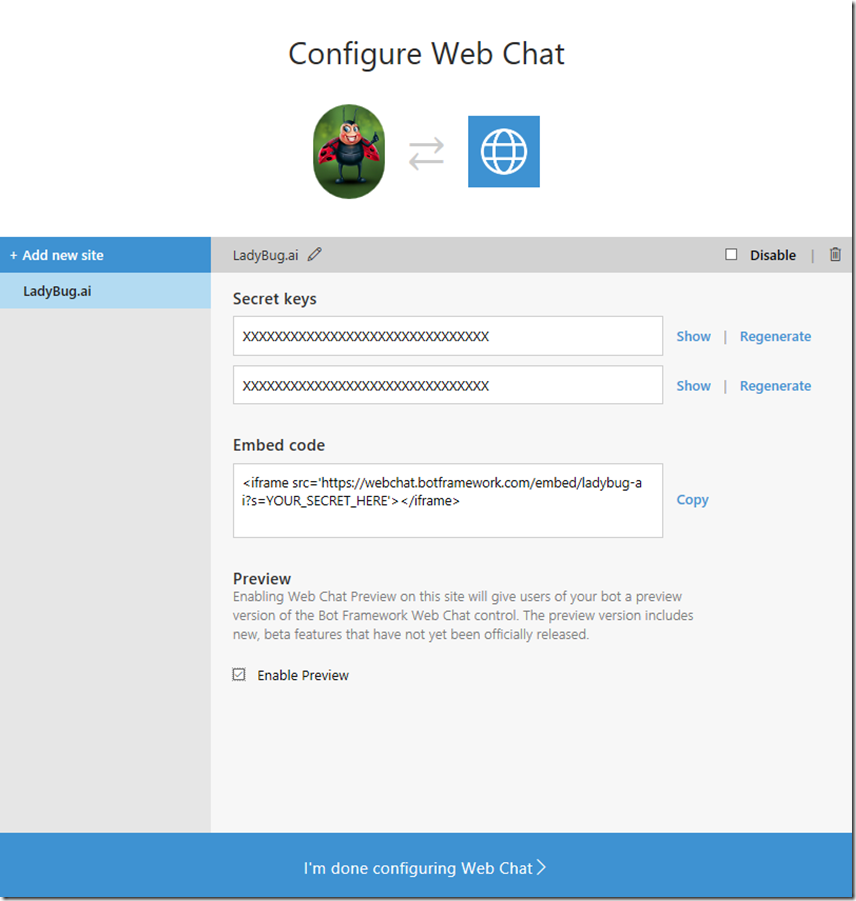 Configure Web Chat
+ Add new site
LadyBug.ai
LadyBug.ai
Disable |
Secret keys
XXXXXXXXXXXXXXXXXXXXXXXXXXXXXXX Show | Regenerate
XXXXXXXXXXXXXXXXXXXXXXXXXXXXXXX Show | Regenerate
Embed code
<iframe src='https://webchat.botframework.com/embed/ladybug-a
i?s=YOUR_SECRET_HERE'></iframe>
Copy
Preview
Enabling Web Chat Preview on this site will give users of your bot a preview
version of the Bot Framework Web Chat control. The preview version includes
new, beta features that have not yet been officially released.
Enable Preview
I'm done configuring Web Chat